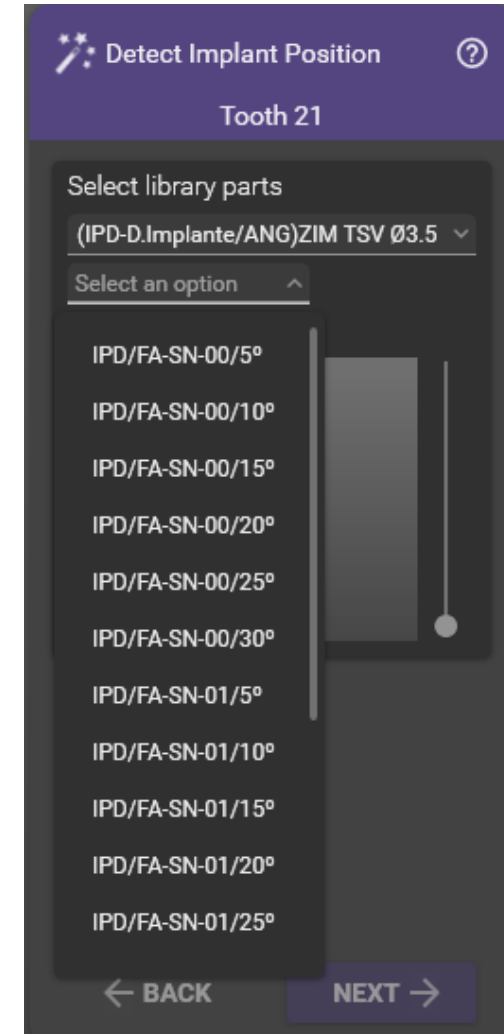 Detect Implant Position
Tooth 21
Select library parts
(IPD-D.Implante/ANG)ZIM TSV Ø3.5
Select an option
IPD/FA-SN-00/5º
IPD/FA-SN-00/10º
IPD/FA-SN-00/15º
IPD/FA-SN-00/20º
IPD/FA-SN-00/25º
IPD/FA-SN-00/30º
IPD/FA-SN-01/5º
IPD/FA-SN-01/10º
IPD/FA-SN-01/15º
IPD/FA-SN-01/20º
IPD/FA-SN-01/25º
BACK NEXT